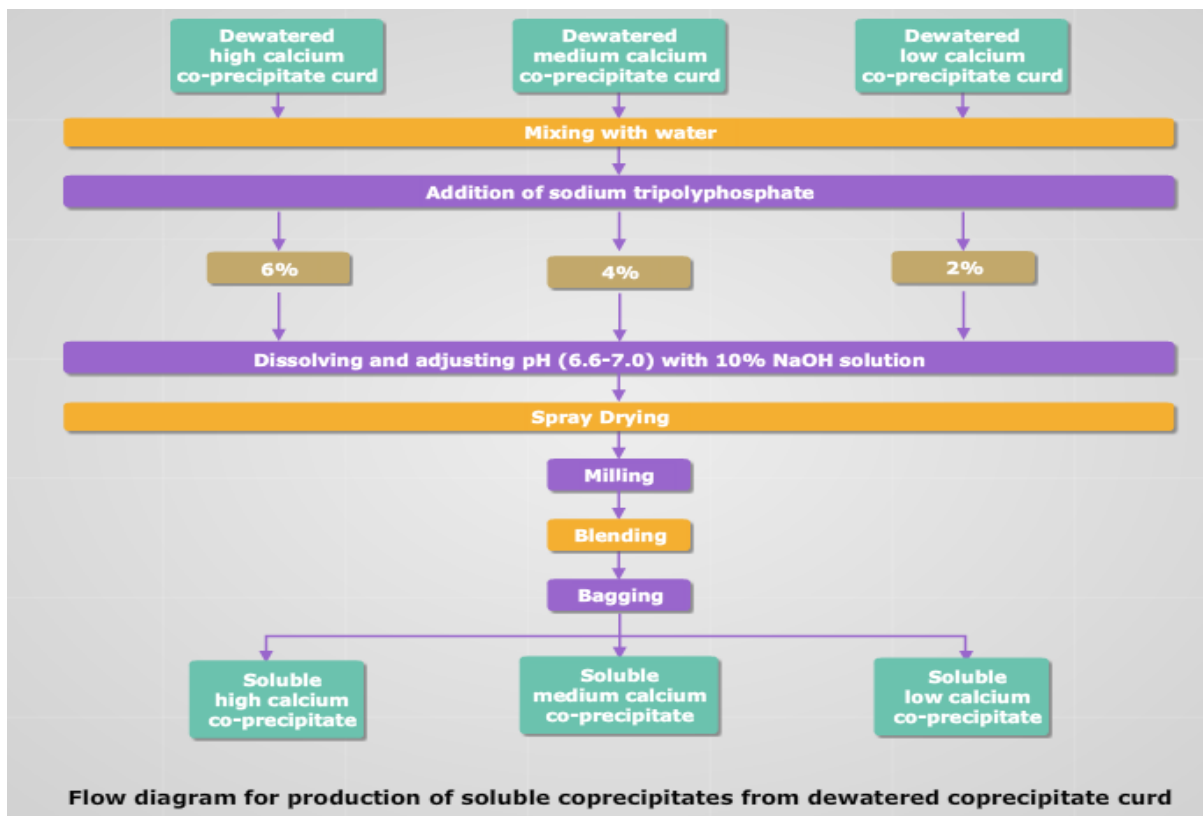 Dewatered
high calcium
co-precipitate curd
Dewatered
medium calcium
co-precipitate curd
Dewatered
low calcium
co-precipitate curd
Mixing with water
Addition of sodium tripolyphosphate
6%
4%
2%
Dissolving and adjusting pH (6.6-7.0) with 10% NaOH solution
Spray Drying
Milling
Blending
Bagging
Soluble
high calcium
co-precipitate
Soluble
medium calcium
co-precipitate
Soluble
low calcium
co-precipitate
Flow diagram for production of soluble coprecipitates from dewatered coprecipitate curd